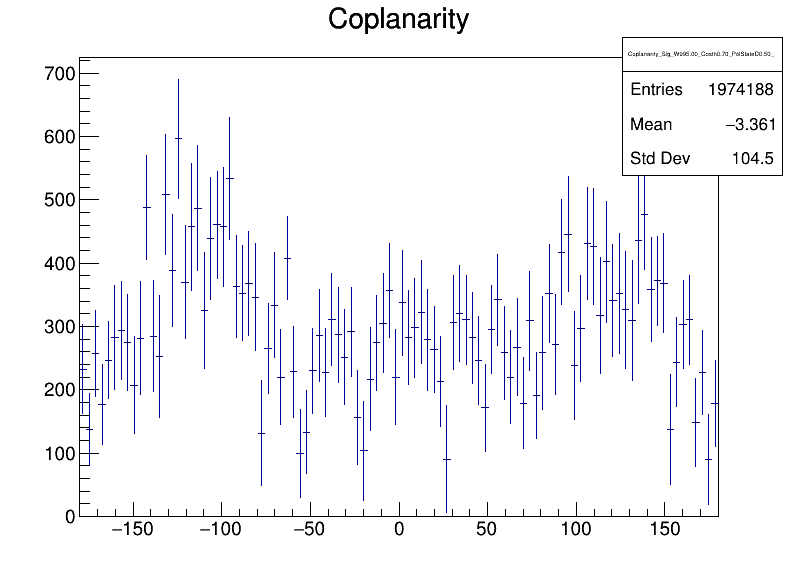 Coplanarity
Coplanarity_Sig_W995.00_Costh0.70_PolStateD0.50_
Entries 1974188
Mean −3.361
Std Dev 104.5
700
600
500
400
300
200
100
0
−150 −100 −50 0 50 100 150